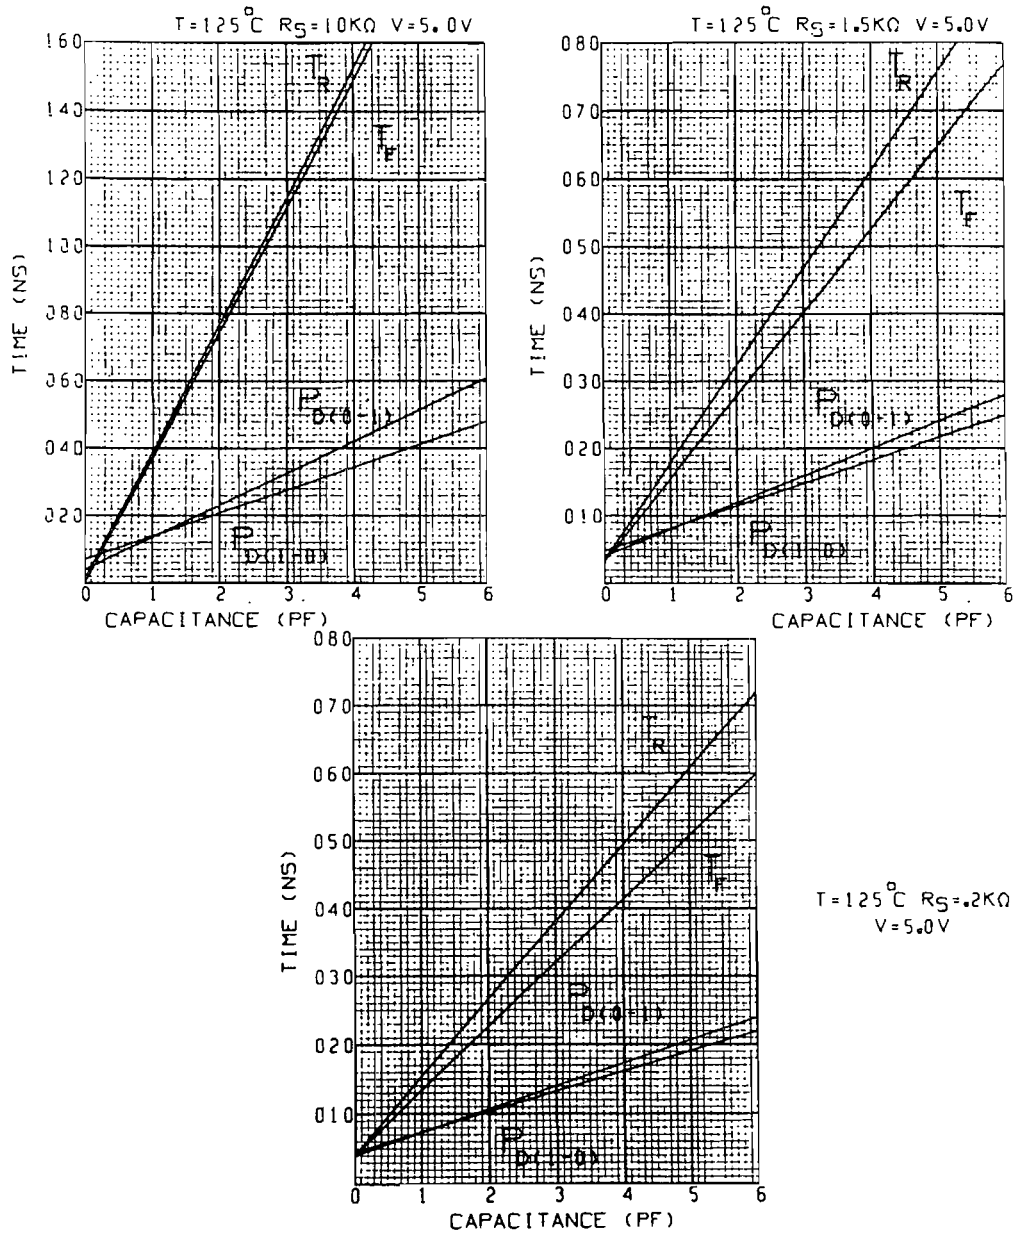 T=125°C RS=10KΩ V=5.0V
160
140
120
100
080
060
040
020
TIME (NS)
TR
TF
PD(0-1)
PD(1-0)
0 1 2 3 4 5 6
CAPACITANCE (PF)
T=125°C RS=1.5KΩ V=5.0V
080
070
060
050
040
030
020
010
TIME (NS)
TR
TF
PD(0-1)
PD(1-0)
0 1 2 3 4 5 6
CAPACITANCE (PF)
080
070
060
050
040
030
020
010
TIME (NS)
TR
TF
PD(0-1)
PD(1-0)
0 1 2 3 4 5 6
CAPACITANCE (PF)
T=125°C RS=.2KΩ
V=5.0V